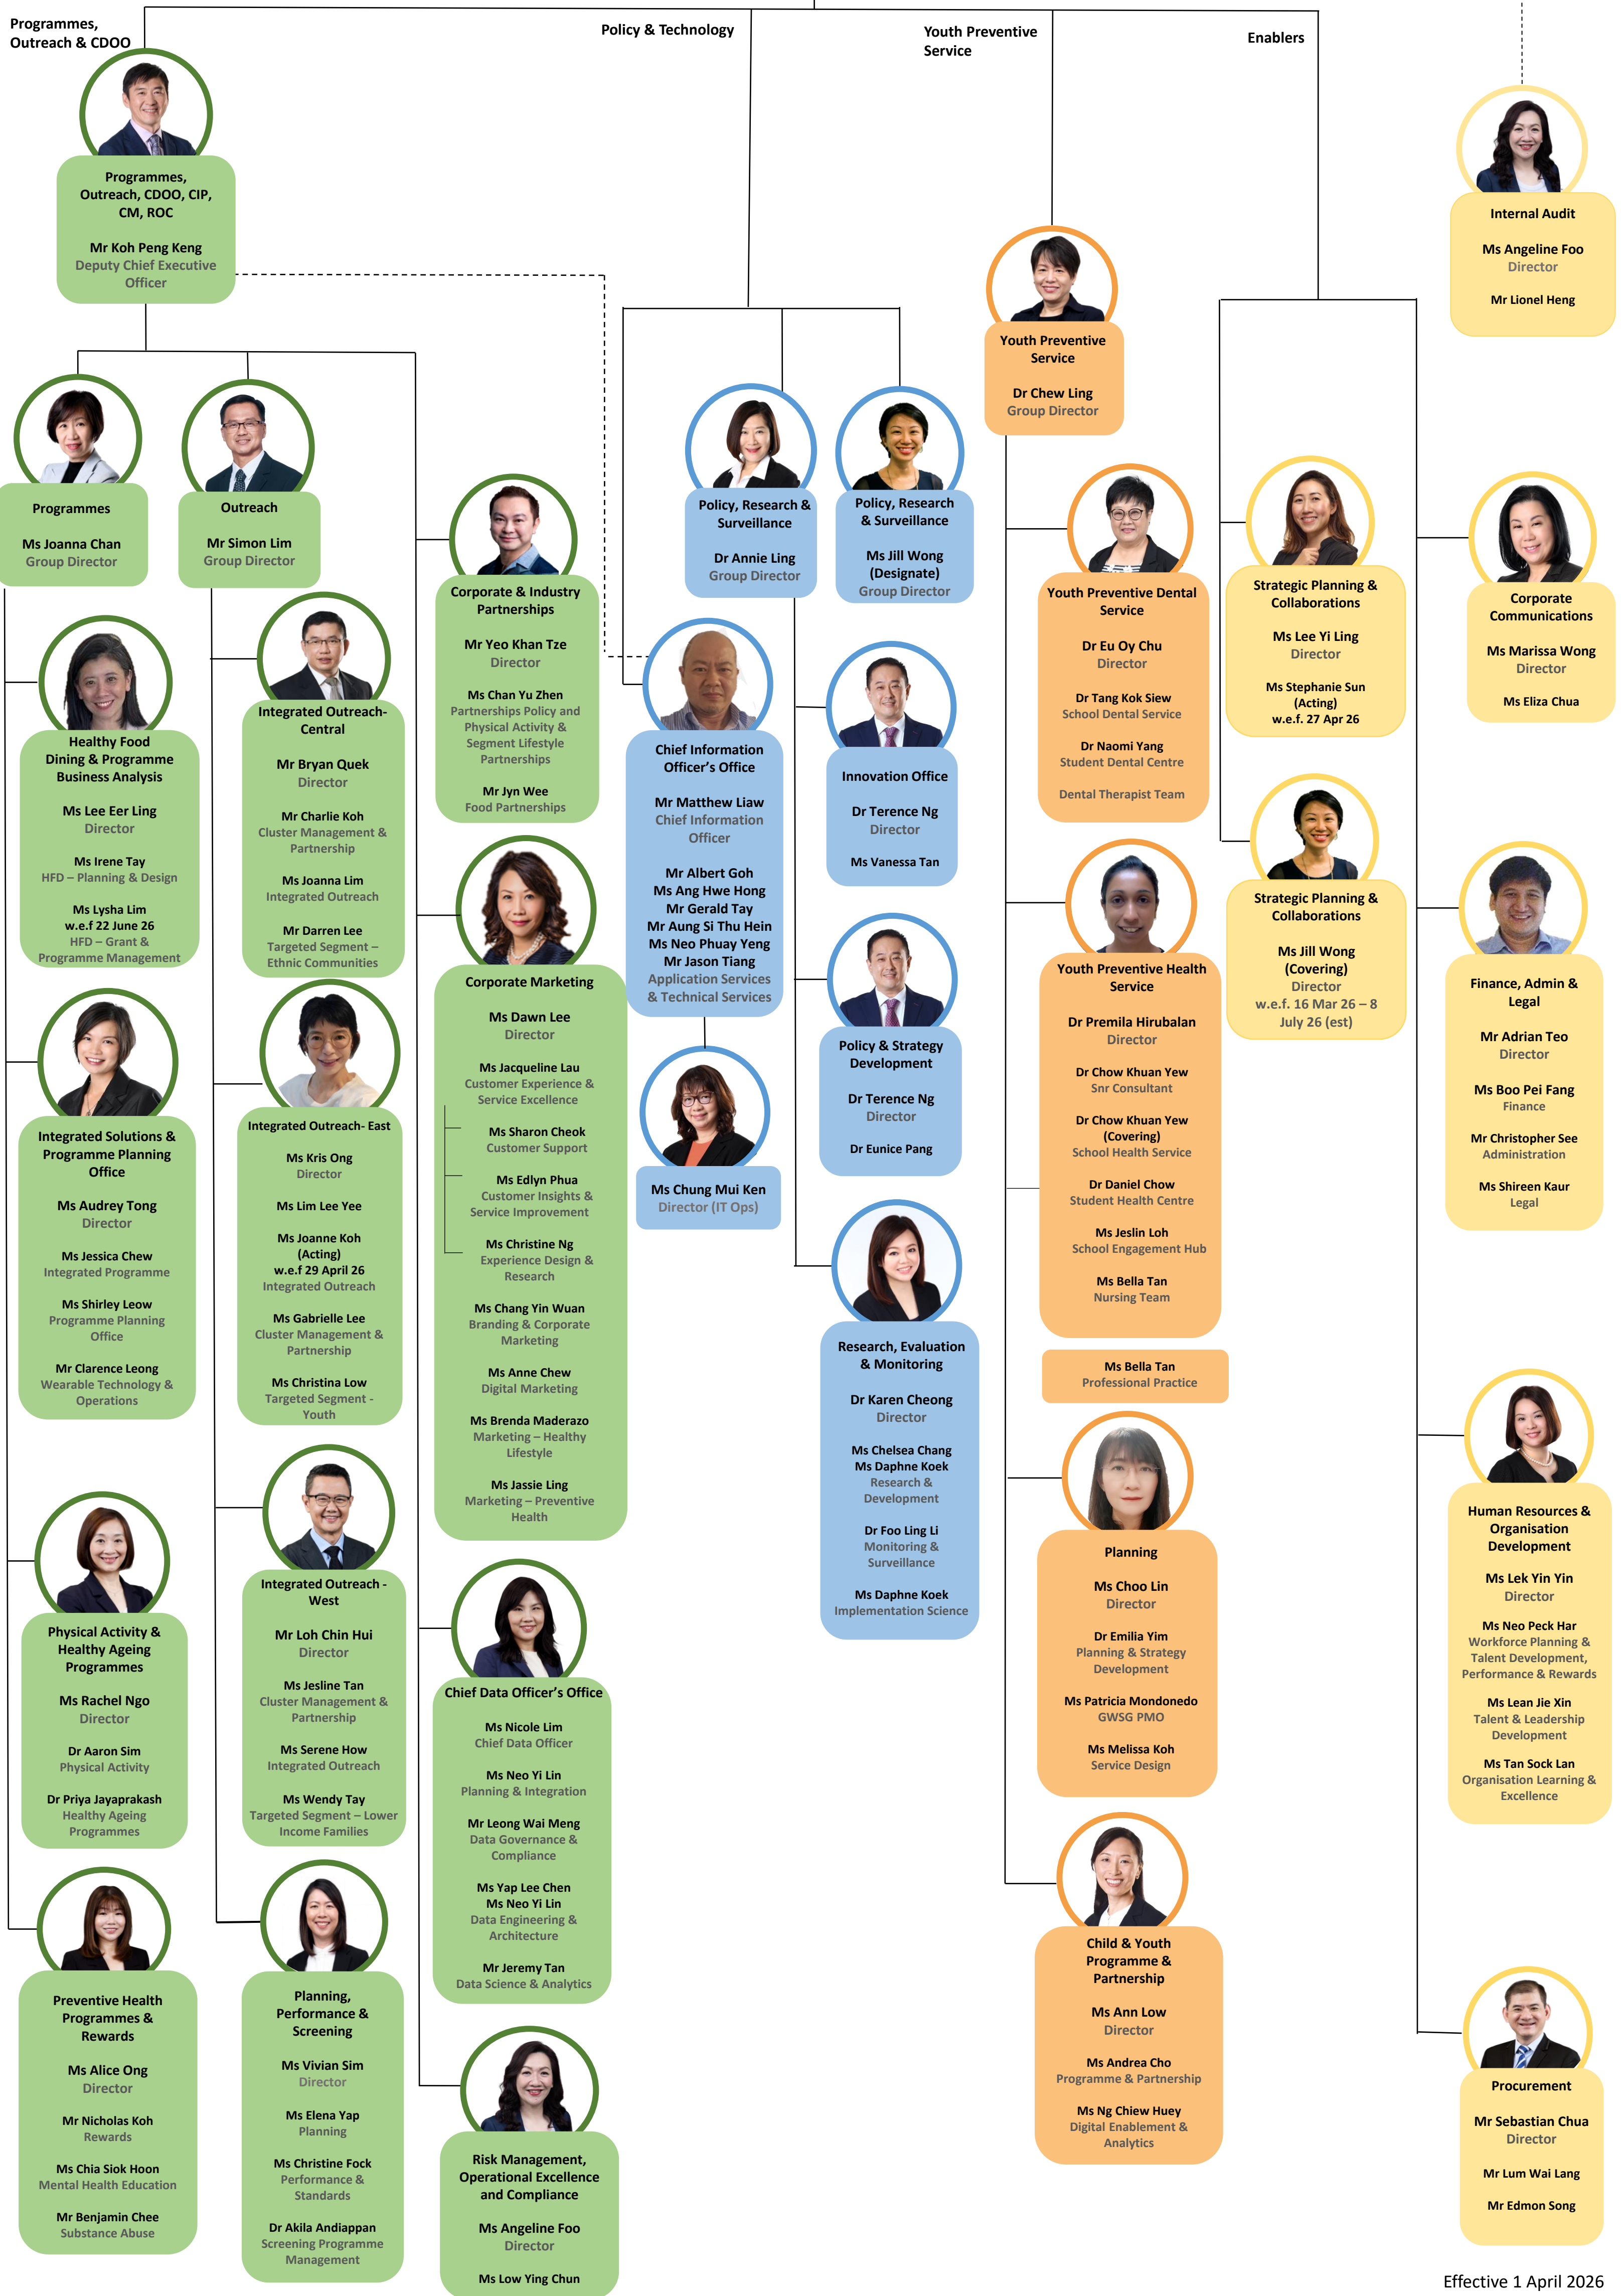 Programmes,
Outreach & CDOO
Policy & Technology
Youth Preventive
Service
Enablers
Programmes,
Outreach, CDOO, CIP,
CM, ROC
Mr Koh Peng Keng
Deputy Chief Executive
Officer
Internal Audit
Ms Angeline Foo
Director
Mr Lionel Heng
Programmes
Ms Joanna Chan
Group Director
Healthy Food
Dining & Programme
Business Analysis
Ms Lee Eer Ling
Director
Ms Irene Tay
HFD – Planning & Design
Ms Lysha Lim
w.e.f 22 June 26
HFD – Grant &
Programme Management
Integrated Solutions &
Programme Planning
Office
Ms Audrey Tong
Director
Ms Jessica Chew
Integrated Programme
Ms Shirley Leow
Programme Planning
Office
Mr Clarence Leong
Wearable Technology &
Operations
Physical Activity &
Healthy Ageing
Programmes
Ms Rachel Ngo
Director
Dr Aaron Sim
Physical Activity
Dr Priya Jayaprakash
Healthy Ageing
Programmes
Preventive Health
Programmes &
Rewards
Ms Alice Ong
Director
Mr Nicholas Koh
Rewards
Ms Chia Siok Hoon
Mental Health Education
Mr Benjamin Chee
Substance Abuse
Outreach
Mr Simon Lim
Group Director
Integrated Outreach-
Central
Mr Bryan Quek
Director
Mr Charlie Koh
Cluster Management &
Partnership
Ms Joanna Lim
Integrated Outreach
Mr Darren Lee
Targeted Segment –
Ethnic Communities
Integrated Outreach- East
Ms Kris Ong
Director
Ms Lim Lee Yee
Ms Joanne Koh
(Acting)
w.e.f 29 April 26
Integrated Outreach
Ms Gabrielle Lee
Cluster Management &
Partnership
Ms Christina Low
Targeted Segment -
Youth
Integrated Outreach -
West
Mr Loh Chin Hui
Director
Ms Jesline Tan
Cluster Management &
Partnership
Ms Serene How
Integrated Outreach
Ms Wendy Tay
Targeted Segment – Lower
Income Families
Planning,
Performance &
Screening
Ms Vivian Sim
Director
Ms Elena Yap
Planning
Ms Christine Fock
Performance &
Standards
Dr Akila Andiappan
Screening Programme
Management
Corporate & Industry
Partnerships
Mr Yeo Khan Tze
Director
Ms Chan Yu Zhen
Partnerships Policy and
Physical Activity &
Segment Lifestyle
Partnerships
Mr Jyn Wee
Food Partnerships
Corporate Marketing
Ms Dawn Lee
Director
Ms Jacqueline Lau
Customer Experience &
Service Excellence
Ms Sharon Cheok
Customer Support
Ms Edlyn Phua
Customer Insights &
Service Improvement
Ms Christine Ng
Experience Design &
Research
Ms Chang Yin Wuan
Branding & Corporate
Marketing
Ms Anne Chew
Digital Marketing
Ms Brenda Maderazo
Marketing – Healthy
Lifestyle
Ms Jassie Ling
Marketing – Preventive
Health
Chief Data Officer's Office
Ms Nicole Lim
Chief Data Officer
Ms Neo Yi Lin
Planning & Integration
Mr Leong Wai Meng
Data Governance &
Compliance
Ms Yap Lee Chen
Ms Neo Yi Lin
Data Engineering &
Architecture
Mr Jeremy Tan
Data Science & Analytics
Risk Management,
Operational Excellence
and Compliance
Ms Angeline Foo
Director
Ms Low Ying Chun
Policy, Research &
Surveillance
Dr Annie Ling
Group Director
Policy, Research
& Surveillance
Ms Jill Wong
(Designate)
Group Director
Chief Information
Officer's Office
Mr Matthew Liaw
Chief Information
Officer
Mr Albert Goh
Ms Ang Hwe Hong
Mr Gerald Tay
Mr Aung Si Thu Hein
Ms Neo Phuay Yeng
Mr Jason Tiang
Application Services
& Technical Services
Ms Chung Mui Ken
Director (IT Ops)
Innovation Office
Dr Terence Ng
Director
Ms Vanessa Tan
Policy & Strategy
Development
Dr Terence Ng
Director
Dr Eunice Pang
Research, Evaluation
& Monitoring
Dr Karen Cheong
Director
Ms Chelsea Chang
Ms Daphne Koek
Research &
Development
Dr Foo Ling Li
Monitoring &
Surveillance
Ms Daphne Koek
Implementation Science
Youth Preventive
Service
Dr Chew Ling
Group Director
Youth Preventive Dental
Service
Dr Eu Oy Chu
Director
Dr Tang Kok Siew
School Dental Service
Dr Naomi Yang
Student Dental Centre
Dental Therapist Team
Youth Preventive Health
Service
Dr Premila Hirubalan
Director
Dr Chow Khuan Yew
Snr Consultant
Dr Chow Khuan Yew
(Covering)
School Health Service
Dr Daniel Chow
Student Health Centre
Ms Jeslin Loh
School Engagement Hub
Ms Bella Tan
Nursing Team
Ms Bella Tan
Professional Practice
Planning
Ms Choo Lin
Director
Dr Emilia Yim
Planning & Strategy
Development
Ms Patricia Mondonedo
GWSG PMO
Ms Melissa Koh
Service Design
Child & Youth
Programme &
Partnership
Ms Ann Low
Director
Ms Andrea Cho
Programme & Partnership
Ms Ng Chiew Huey
Digital Enablement &
Analytics
Strategic Planning &
Collaborations
Ms Lee Yi Ling
Director
Ms Stephanie Sun
(Acting)
w.e.f. 27 Apr 26
Strategic Planning &
Collaborations
Ms Jill Wong
(Covering)
Director
w.e.f. 16 Mar 26 – 8
July 26 (est)
Corporate
Communications
Ms Marissa Wong
Director
Ms Eliza Chua
Finance, Admin &
Legal
Mr Adrian Teo
Director
Ms Boo Pei Fang
Finance
Mr Christopher See
Administration
Ms Shireen Kaur
Legal
Human Resources &
Organisation
Development
Ms Lek Yin Yin
Director
Ms Neo Peck Har
Workforce Planning &
Talent Development,
Performance & Rewards
Ms Lean Jie Xin
Talent & Leadership
Development
Ms Tan Sock Lan
Organisation Learning &
Excellence
Procurement
Mr Sebastian Chua
Director
Mr Lum Wai Lang
Mr Edmon Song
Effective 1 April 2026